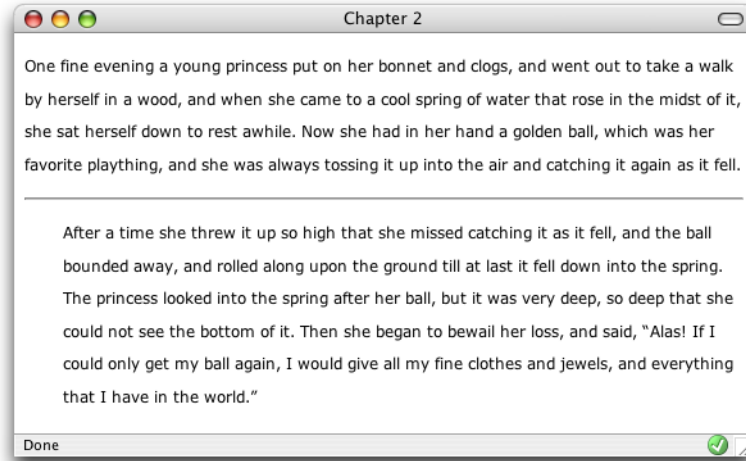 Chapter 2
One fine evening a young princess put on her bonnet and clogs, and went out to take a walk
by herself in a wood, and when she came to a cool spring of water that rose in the midst of it,
she sat herself down to rest awhile. Now she had in her hand a golden ball, which was her
favorite plaything, and she was always tossing it up into the air and catching it again as it fell.
After a time she threw it up so high that she missed catching it as it fell, and the ball
bounded away, and rolled along upon the ground till at last it fell down into the spring.
The princess looked into the spring after her ball, but it was very deep, so deep that she
could not see the bottom of it. Then she began to bewail her loss, and said, “Alas! If I
could only get my ball again, I would give all my fine clothes and jewels, and everything
that I have in the world.”
Done